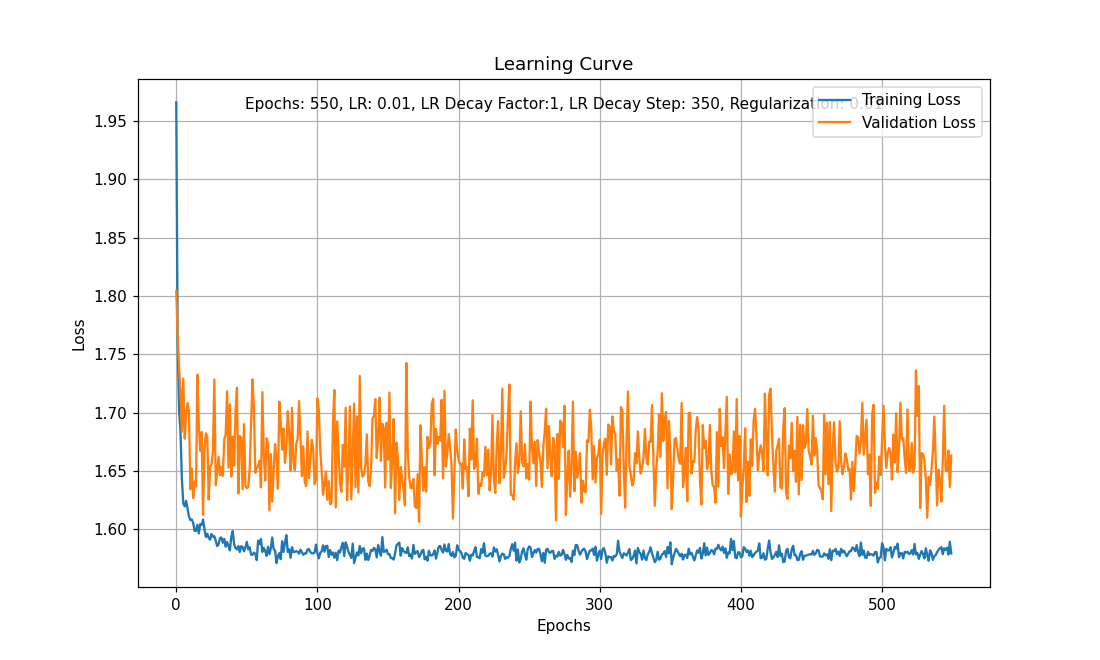 Learning Curve
Epochs: 550, LR: 0.01, LR Decay Factor:1, LR Decay Step: 350, Regularization: 0.01
Training Loss
Validation Loss
1.95
1.90
1.85
1.80
1.75
1.70
1.65
1.60
Loss
0 100 200 300 400 500
Epochs